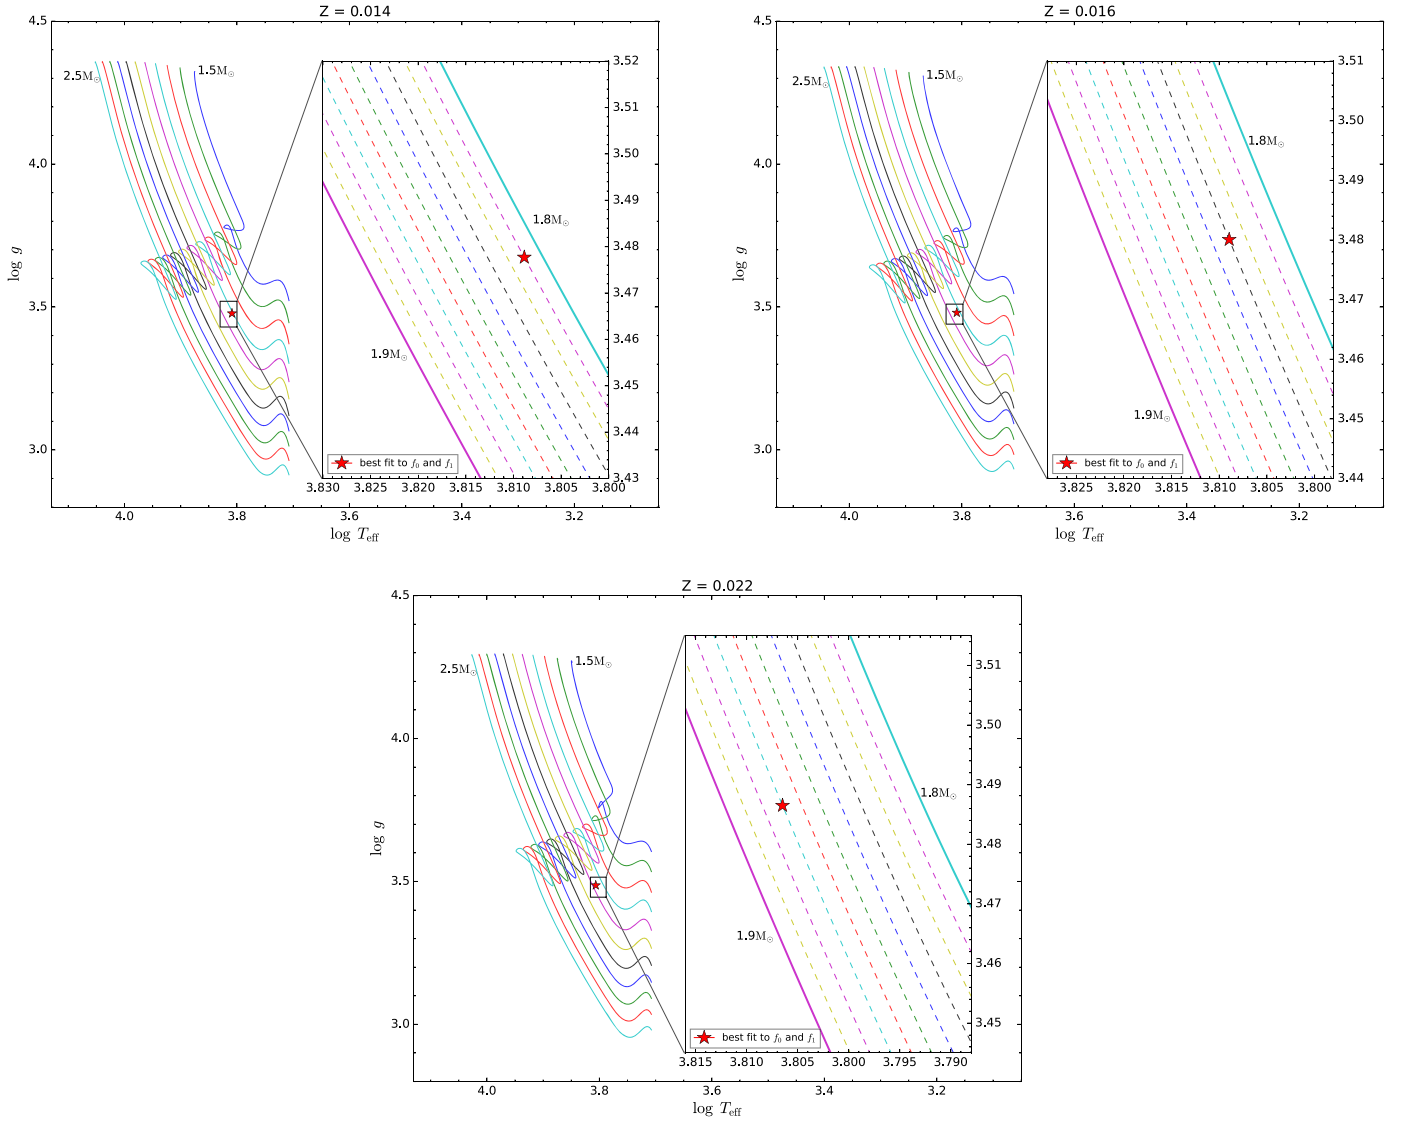 Z = 0.014
4.5
4.0
3.5
3.0
log g
2.5M☉
1.5M☉
3.52
3.51
3.50
3.49
3.48
3.47
3.46
3.45
3.44
3.43
1.8M☉
1.9M☉
best fit to f₀ and f₁
3.830 3.825 3.820 3.815 3.810 3.805 3.800
4.0 3.8 3.6 3.4 3.2
log T_eff
Z = 0.016
4.5
4.0
3.5
3.0
log g
2.5M☉
1.5M☉
3.51
3.50
3.49
3.48
3.47
3.46
3.45
3.44
1.8M☉
1.9M☉
best fit to f₀ and f₁
3.825 3.820 3.815 3.810 3.805 3.800
4.0 3.8 3.6 3.4 3.2
log T_eff
Z = 0.022
4.5
4.0
3.5
3.0
log g
2.5M☉
1.5M☉
3.51
3.50
3.49
3.48
3.47
3.46
3.45
1.8M☉
1.9M☉
best fit to f₀ and f₁
3.815 3.810 3.805 3.800 3.795 3.790
4.0 3.8 3.6 3.4 3.2
log T_eff